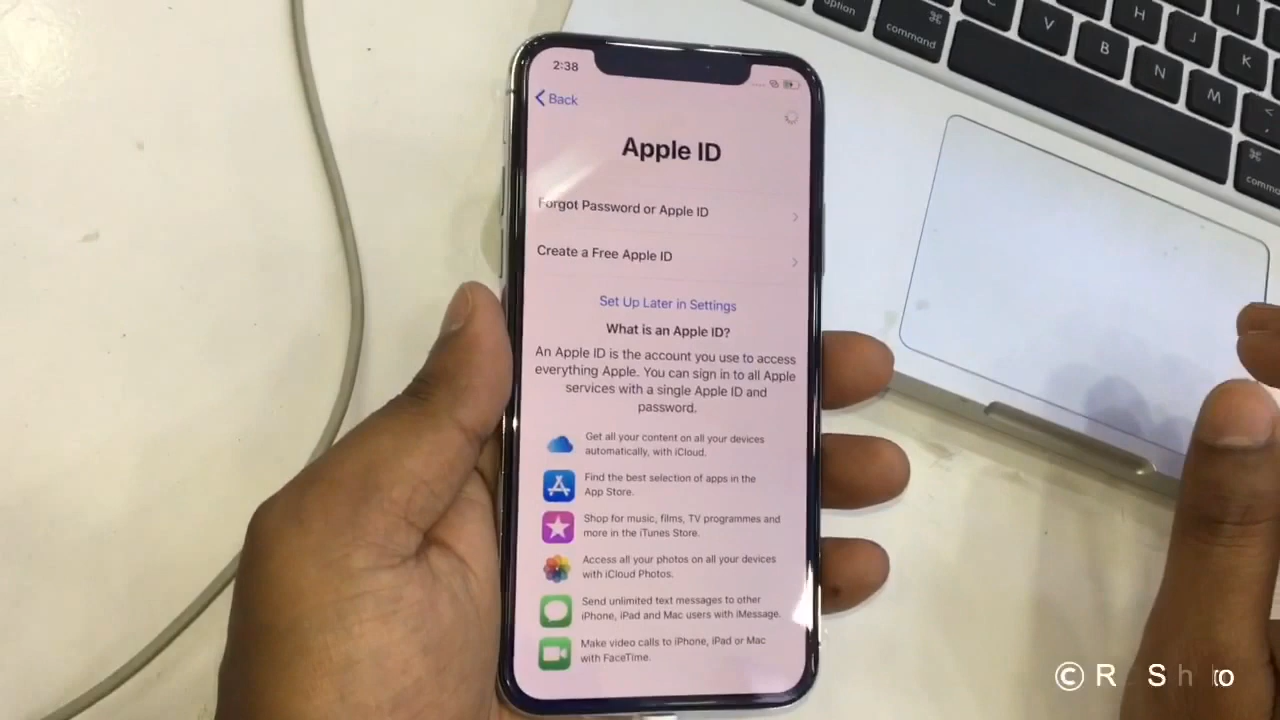 option
⌘
command
C
V
B
H
N
J
M
I
K
<
,
⌘
command
2:38
Back
Apple ID
Forgot Password or Apple ID
Create a Free Apple ID
Set Up Later in Settings
What is an Apple ID?
An Apple ID is the account you use to access
everything Apple. You can sign in to all Apple
services with a single Apple ID and
password.
Get all your content on all your devices
automatically, with iCloud.
Find the best selection of apps in the
App Store.
Shop for music, films, TV programmes and
more in the iTunes Store.
Access all your photos on all your devices
with iCloud Photos.
Send unlimited text messages to other
iPhone, iPad and Mac users with iMessage.
Make video calls to iPhone, iPad or Mac
with FaceTime.